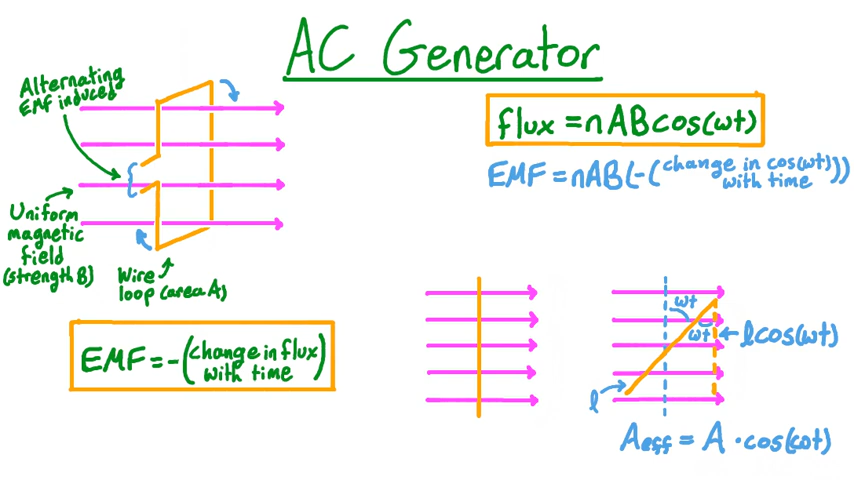 AC Generator
Alternating
EMF induced
Uniform
magnetic
field
(strength B)
Wire
loop (area A)
EMF = -(change in flux
with time)
flux = nABcos(ωt)
EMF = nAB(-(change in cos(ωt)
with time))
ωt
ωt
lcos(ωt)
l
Aeff = A · cos(ωt)